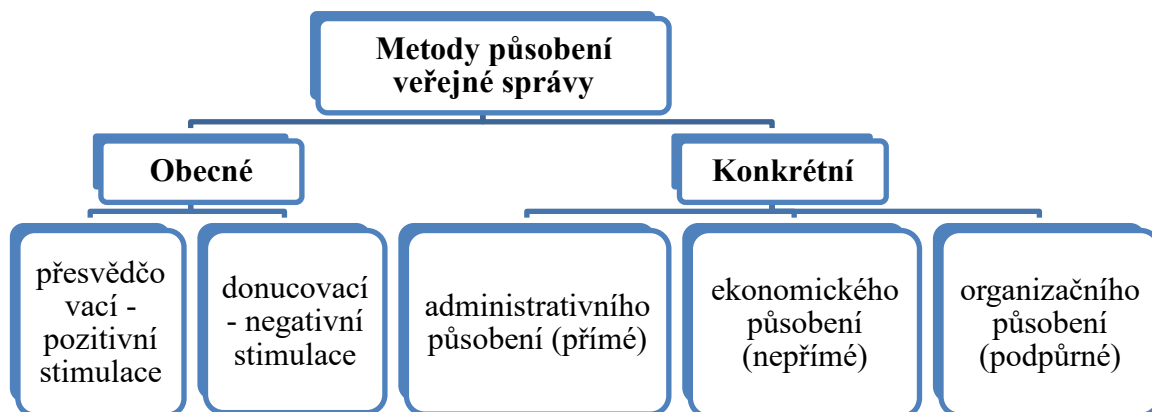 Metody působení
veřejné správy
Obecné
Konkrétní
přesvědčo
vací -
pozitivní
stimulace
donucovací
- negativní
stimulace
administrativního
působení (přímé)
ekonomického
působení
(nepřímé)
organizačního
působení
(podpůrné)